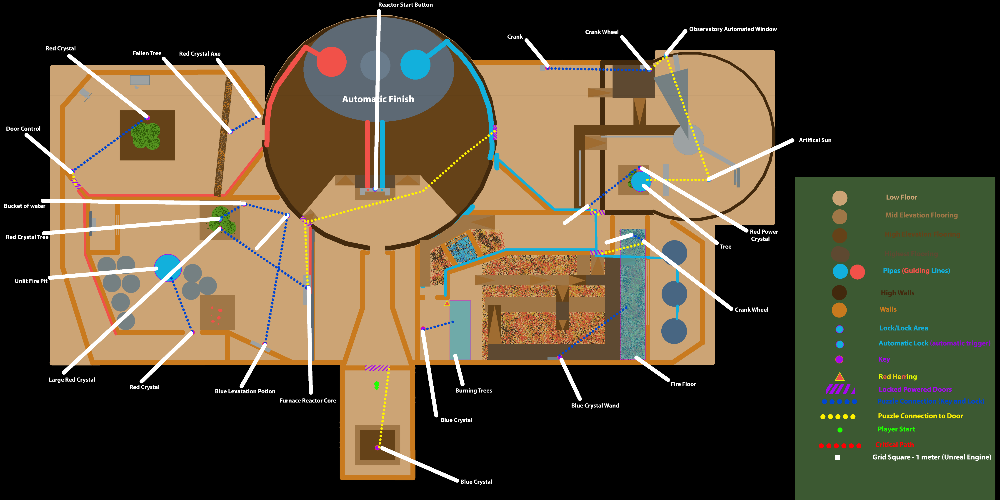 Reactor Start Button
Observatory Automated Window
Crank Wheel
Crank
Red Crystal
Fallen Tree
Red Crystal Axe
Automatic Finish
Door Control
Artifical Sun
Bucket of water
Red Crystal Tree
Red Power
Crystal
Tree
Unlit Fire Pit
Crank Wheel
Large Red Crystal
Red Crystal
Blue Levatation Potion
Furnace Reactor Core
Burning Trees
Blue Crystal Wand
Fire Floor
Blue Crystal
Blue Crystal
Low Floor
Mid Elevation Flooring
High Elevation Flooring
Highest Flooring
Pipes (Guiding Lines)
High Walls
Walls
Lock/Lock Area
Automatic Lock (automatic trigger)
Key
Red Herring
Locked Powered Doors
Puzzle Connection (Key and Lock)
Puzzle Connection to Door
Player Start
Critical Path
Grid Square - 1 meter (Unreal Engine)